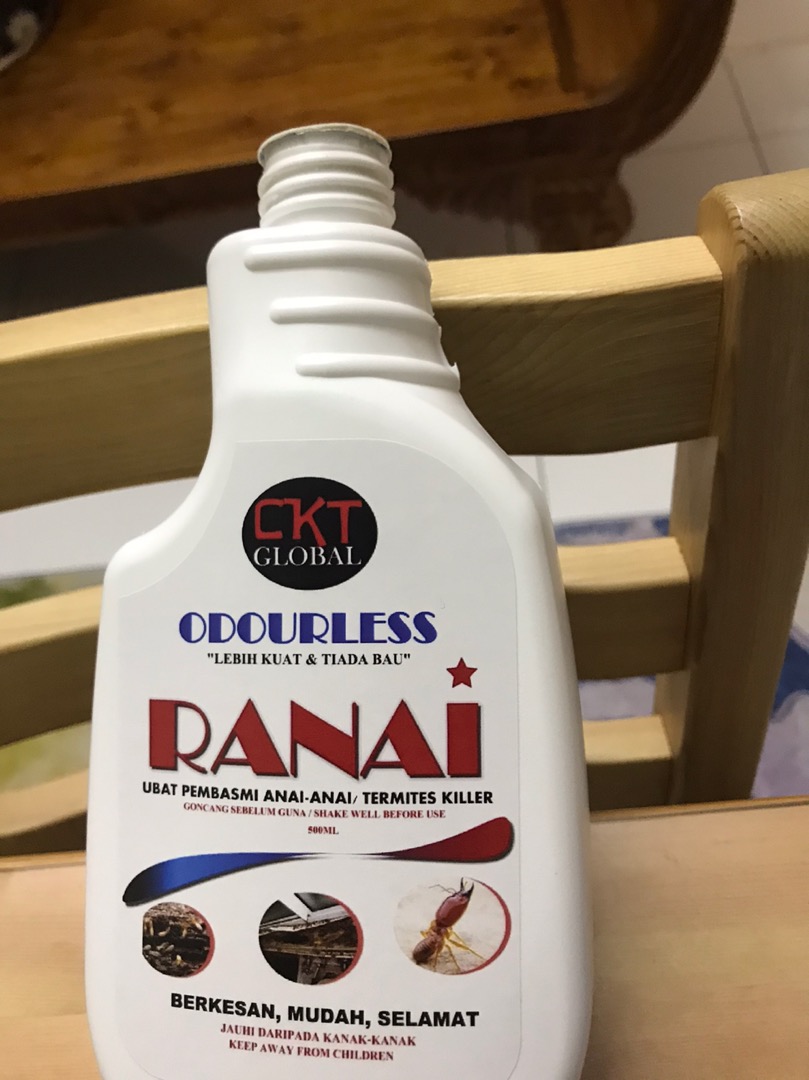 CKT
GLOBAL
ODOURLESS
"LEBIH KUAT & TIADA BAU"
RANAi
UBAT PEMBASMI ANAI-ANAI/ TERMITES KILLER
GONCANG SEBELUM GUNA / SHAKE WELL BEFORE USE
500ML
BERKESAN, MUDAH, SELAMAT
JAUHI DARIPADA KANAK-KANAK
KEEP AWAY FROM CHILDREN